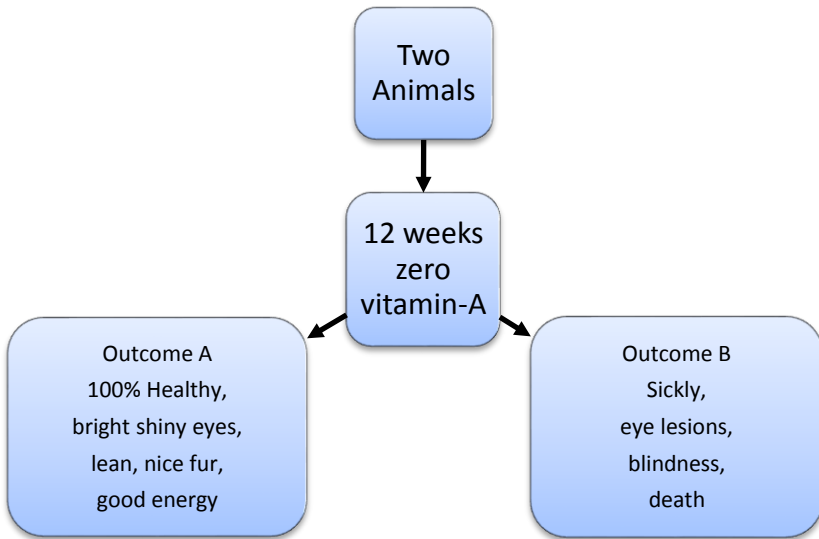 Two
Animals
12 weeks
zero
vitamin-A
Outcome A
100% Healthy,
bright shiny eyes,
lean, nice fur,
good energy
Outcome B
Sickly,
eye lesions,
blindness,
death